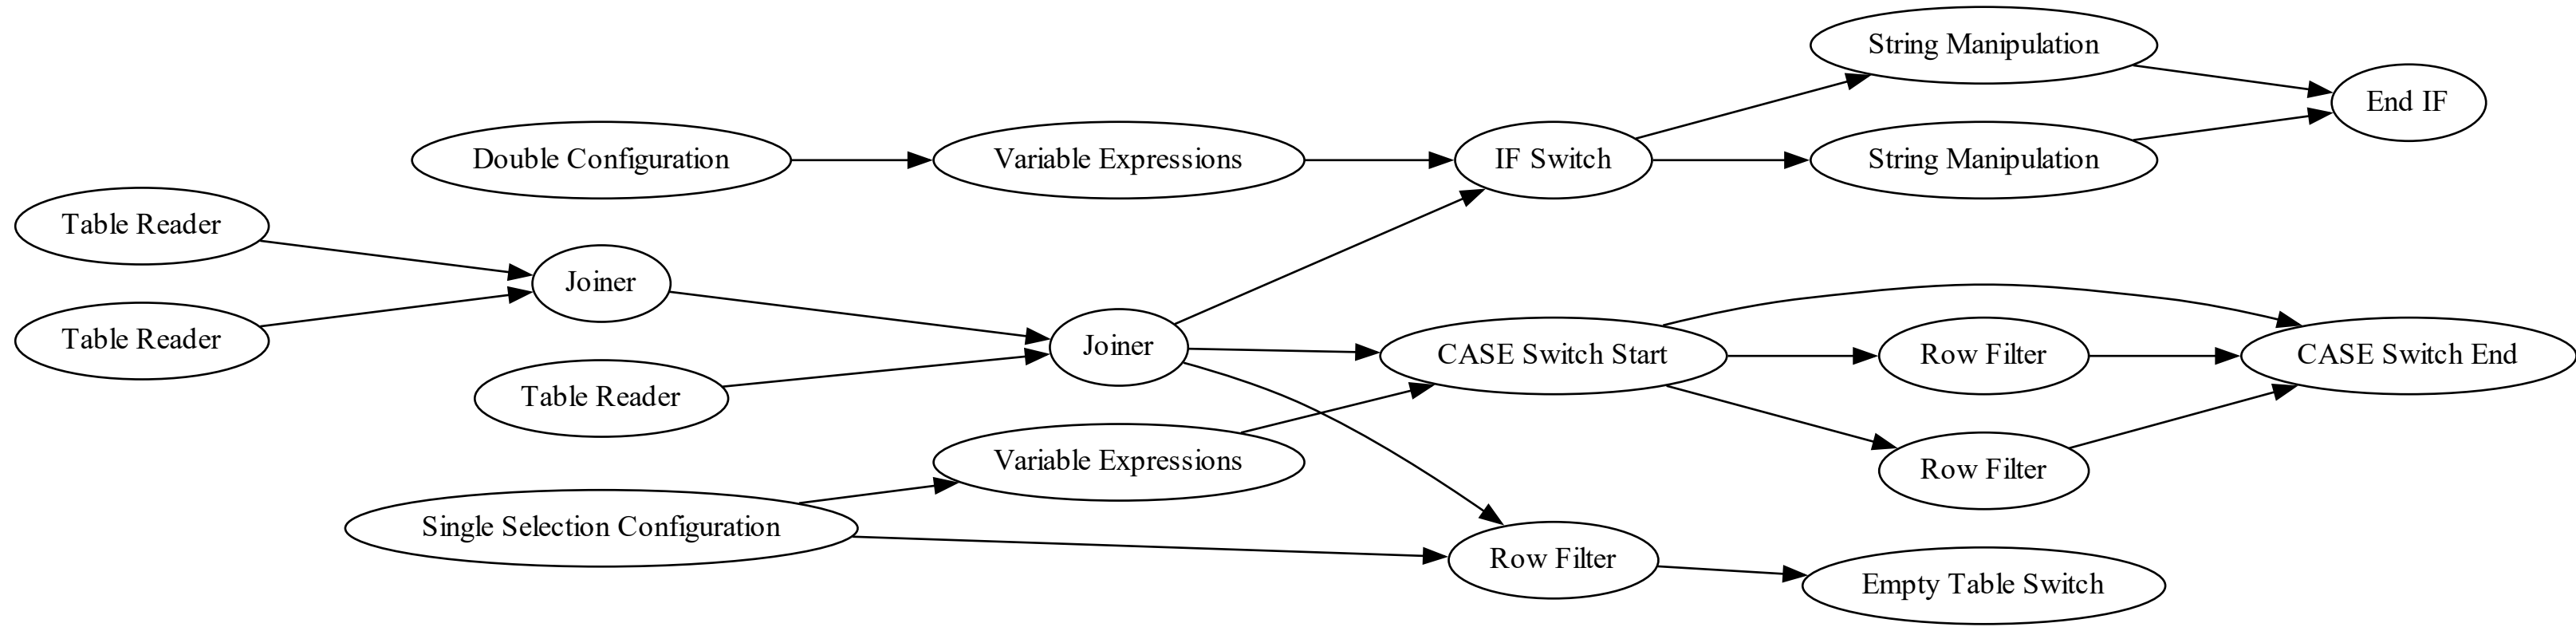 String Manipulation
End IF
Double Configuration
Variable Expressions
IF Switch
String Manipulation
Table Reader
Joiner
Table Reader
Joiner
CASE Switch Start
Row Filter
CASE Switch End
Table Reader
Variable Expressions
Row Filter
Single Selection Configuration
Row Filter
Empty Table Switch